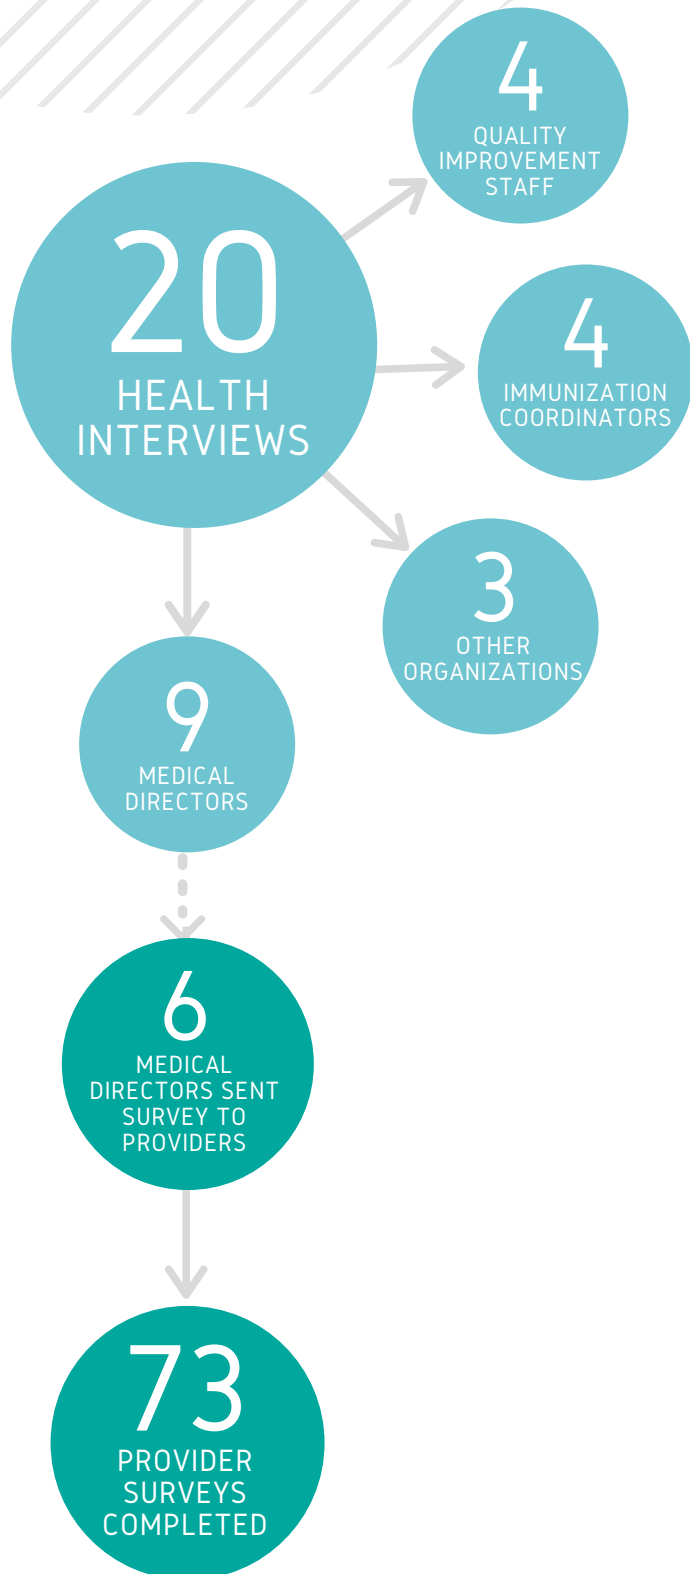 4
QUALITY
IMPROVEMENT
STAFF
20
HEALTH
INTERVIEWS
4
IMMUNIZATION
COORDINATORS
3
OTHER
ORGANIZATIONS
9
MEDICAL
DIRECTORS
6
MEDICAL
DIRECTORS SENT
SURVEY TO
PROVIDERS
73
PROVIDER
SURVEYS
COMPLETED